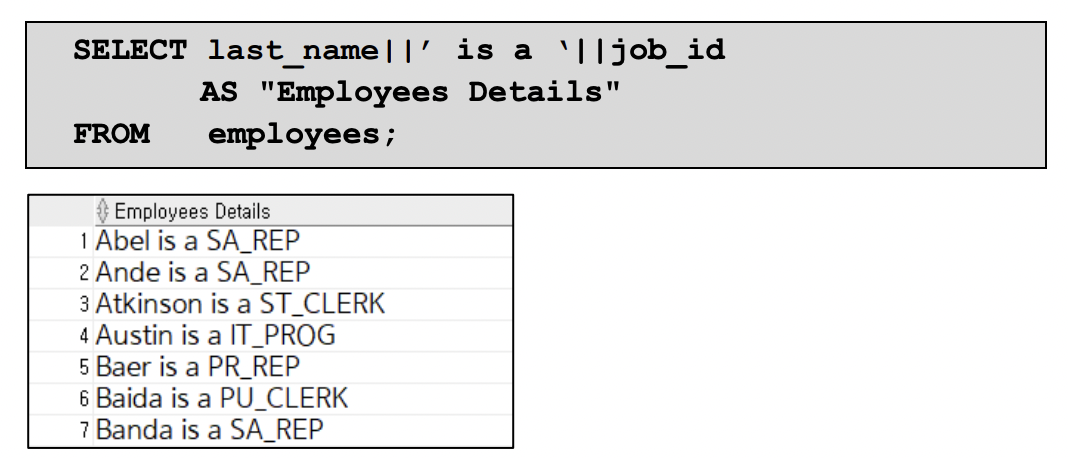 SELECT last_name||’ is a ‘||job_id
AS "Employees Details"
FROM employees;
Employees Details
1 Abel is a SA_REP
2 Ande is a SA_REP
3 Atkinson is a ST_CLERK
4 Austin is a IT_PROG
5 Baer is a PR_REP
6 Baida is a PU_CLERK
7 Banda is a SA_REP